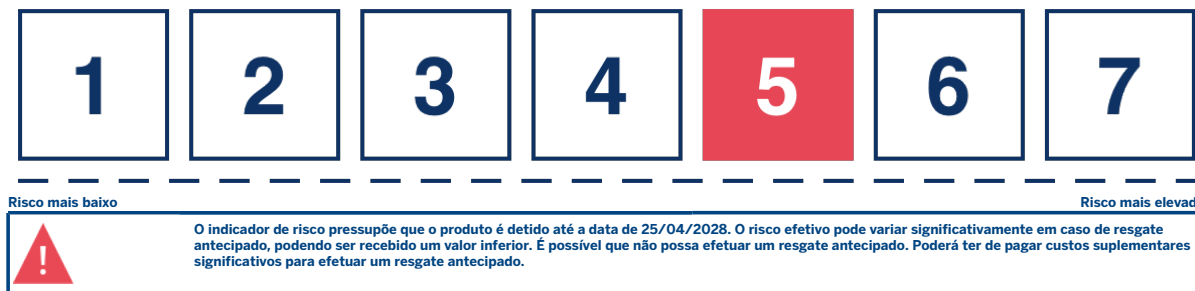 1 2 3 4 5 6 7
Risco mais baixo Risco mais elevad
O indicador de risco pressupõe que o produto é detido até a data de 25/04/2028. O risco efetivo pode variar significativamente em caso de resgate
antecipado, podendo ser recebido um valor inferior. É possível que não possa efetuar um resgate antecipado. Poderá ter de pagar custos suplementares
significativos para efetuar um resgate antecipado.
!